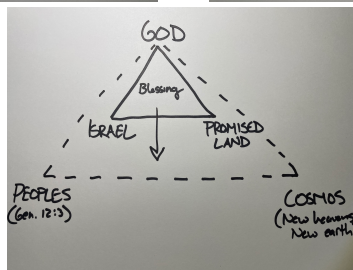 GOD
Blessing
ISRAEL
PROMISED
LAND
PEOPLES
(Gen. 12:3)
COSMOS
(New heavens
New earth